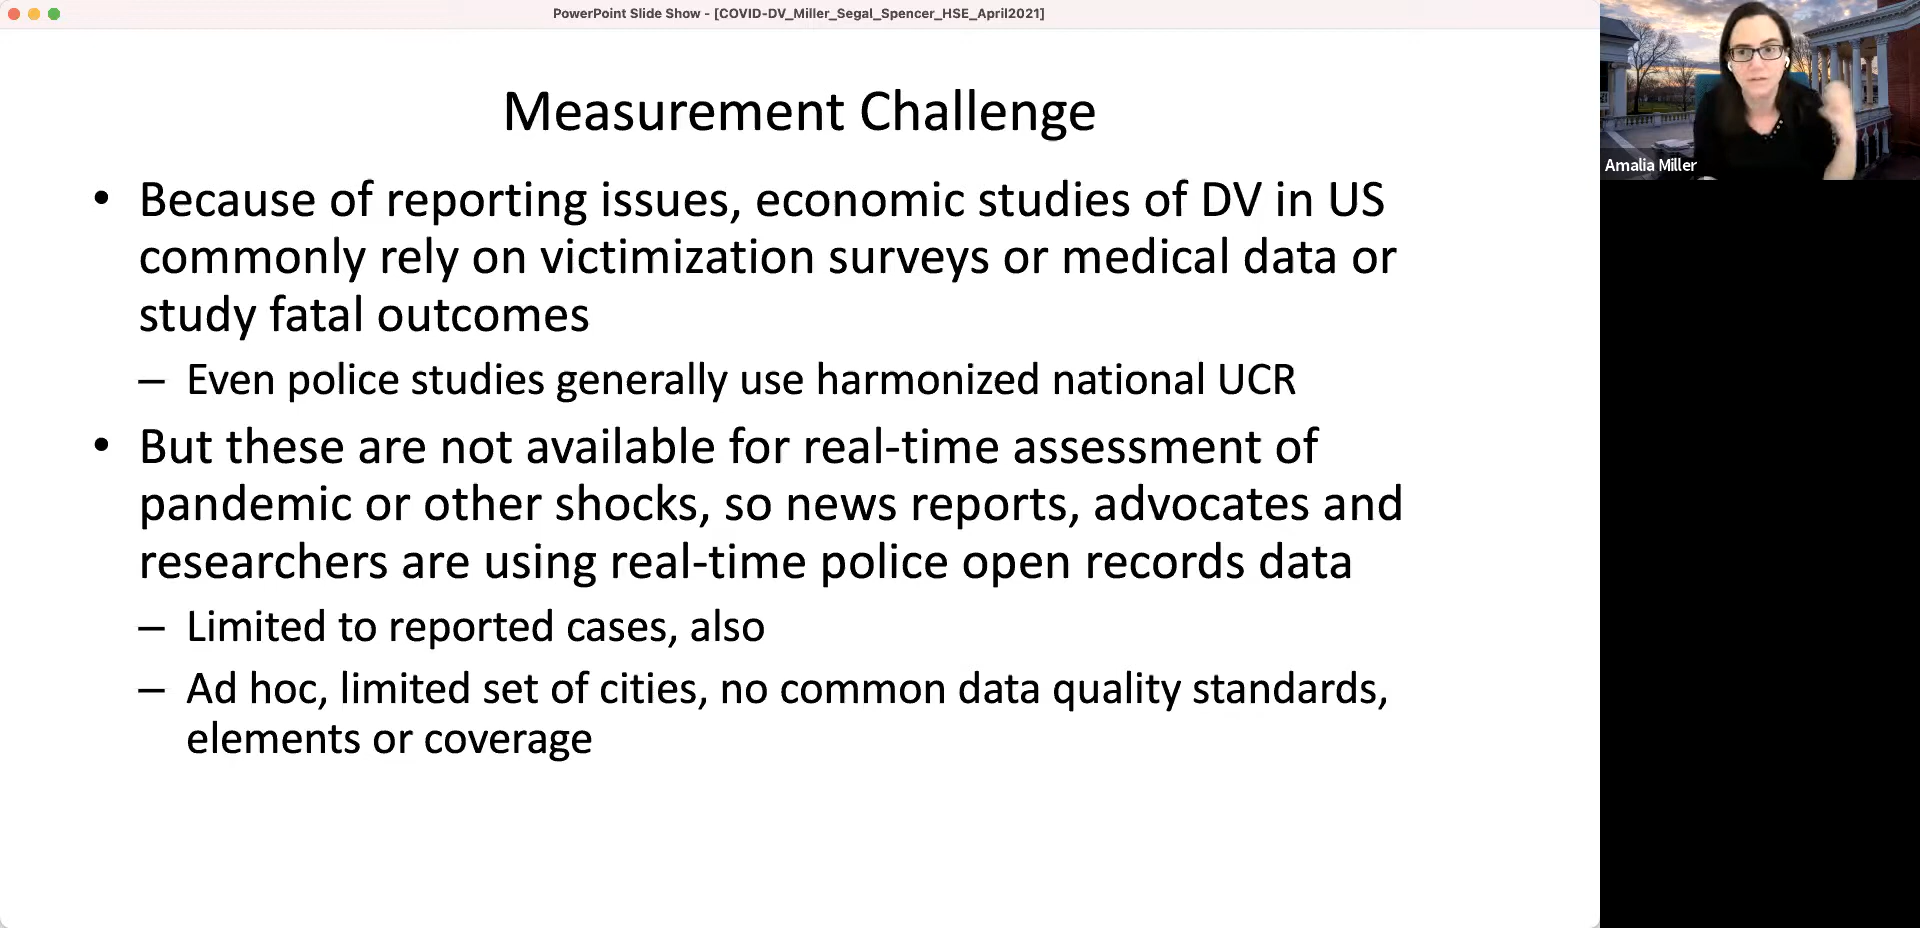 PowerPoint Slide Show - [COVID-DV_Miller_Segal_Spencer_HSE_April2021]
Measurement Challenge
• Because of reporting issues, economic studies of DV in US
commonly rely on victimization surveys or medical data or
study fatal outcomes
– Even police studies generally use harmonized national UCR
• But these are not available for real-time assessment of
pandemic or other shocks, so news reports, advocates and
researchers are using real-time police open records data
– Limited to reported cases, also
– Ad hoc, limited set of cities, no common data quality standards,
elements or coverage
Amalia Miller